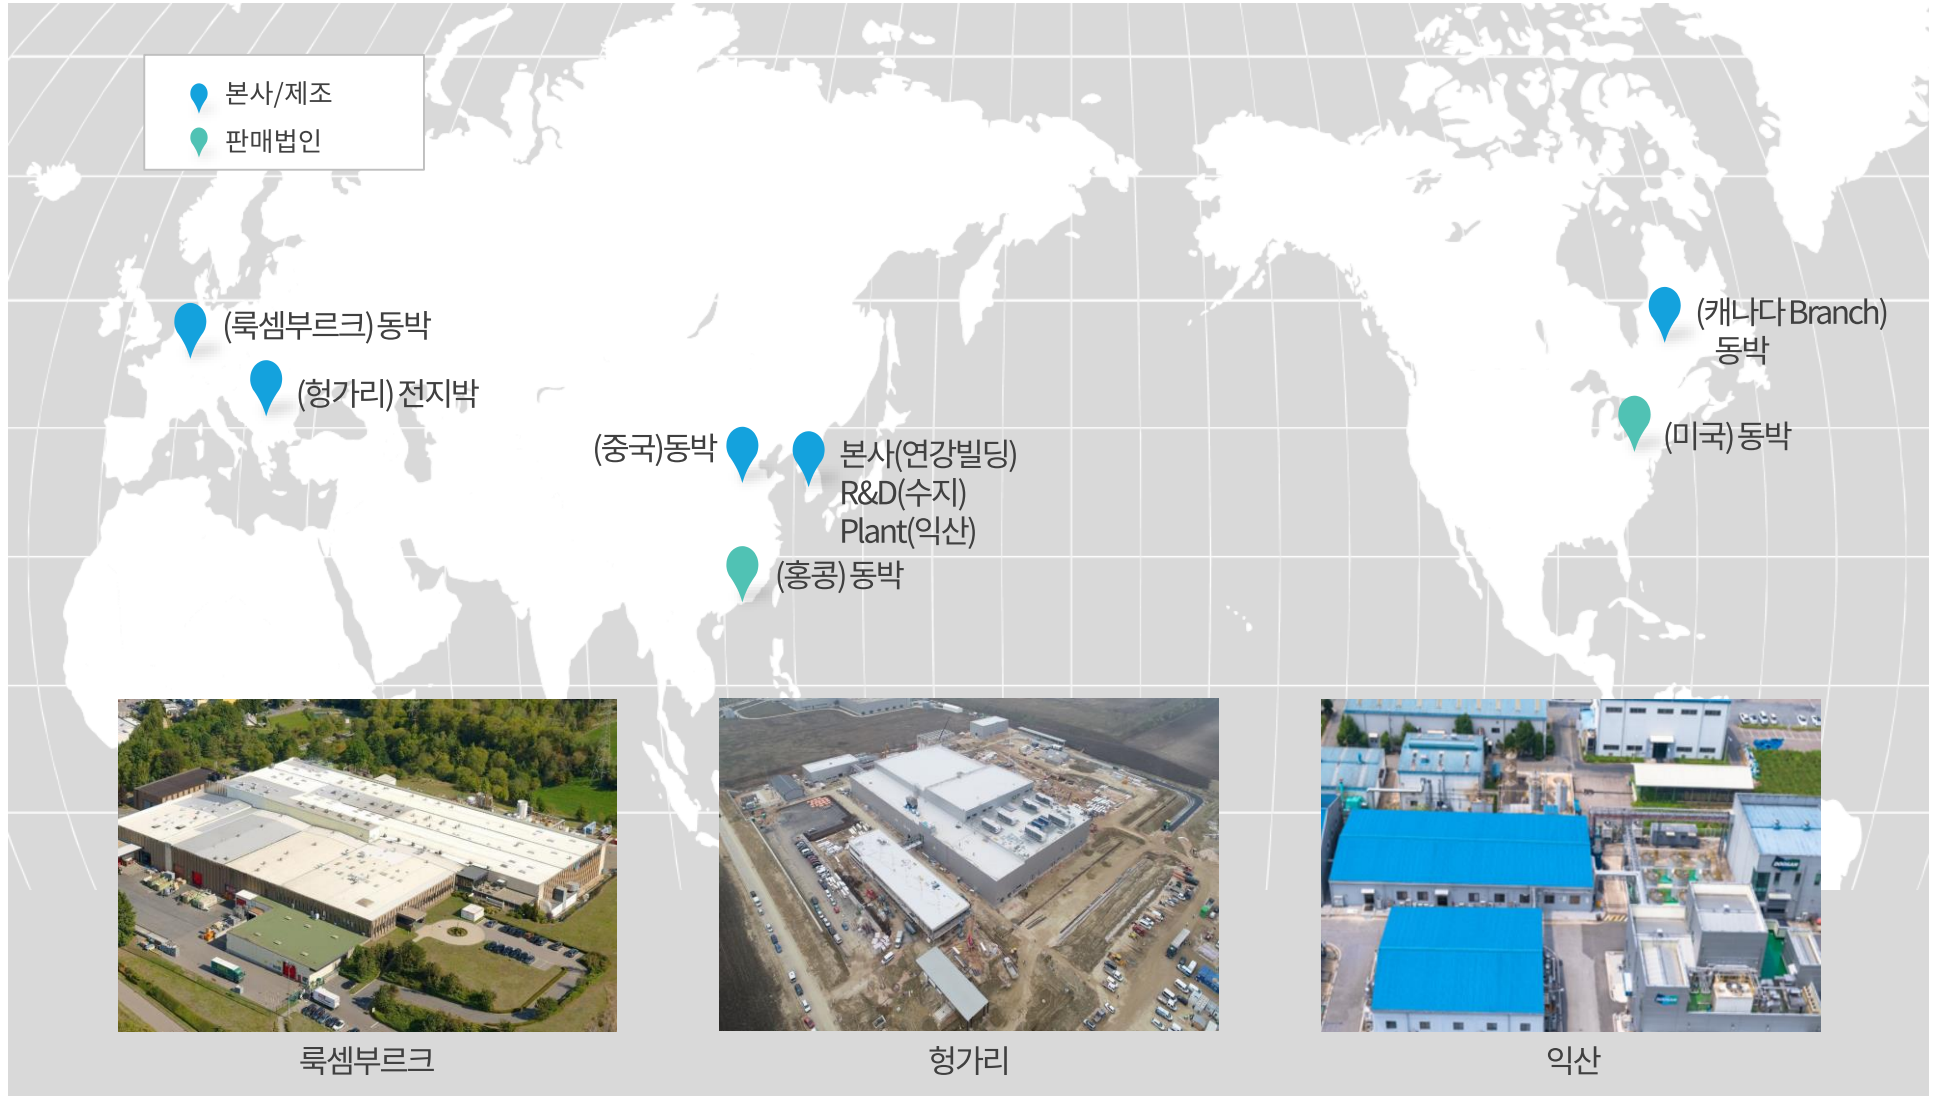 본사/제조
판매법인
(룩셈부르크) 동박
(헝가리) 전지박
(중국)동박
본사(연강빌딩)
R&D(수지)
Plant(익산)
(홍콩) 동박
(캐나다 Branch)
동박
(미국) 동박
룩셈부르크
헝가리
익산